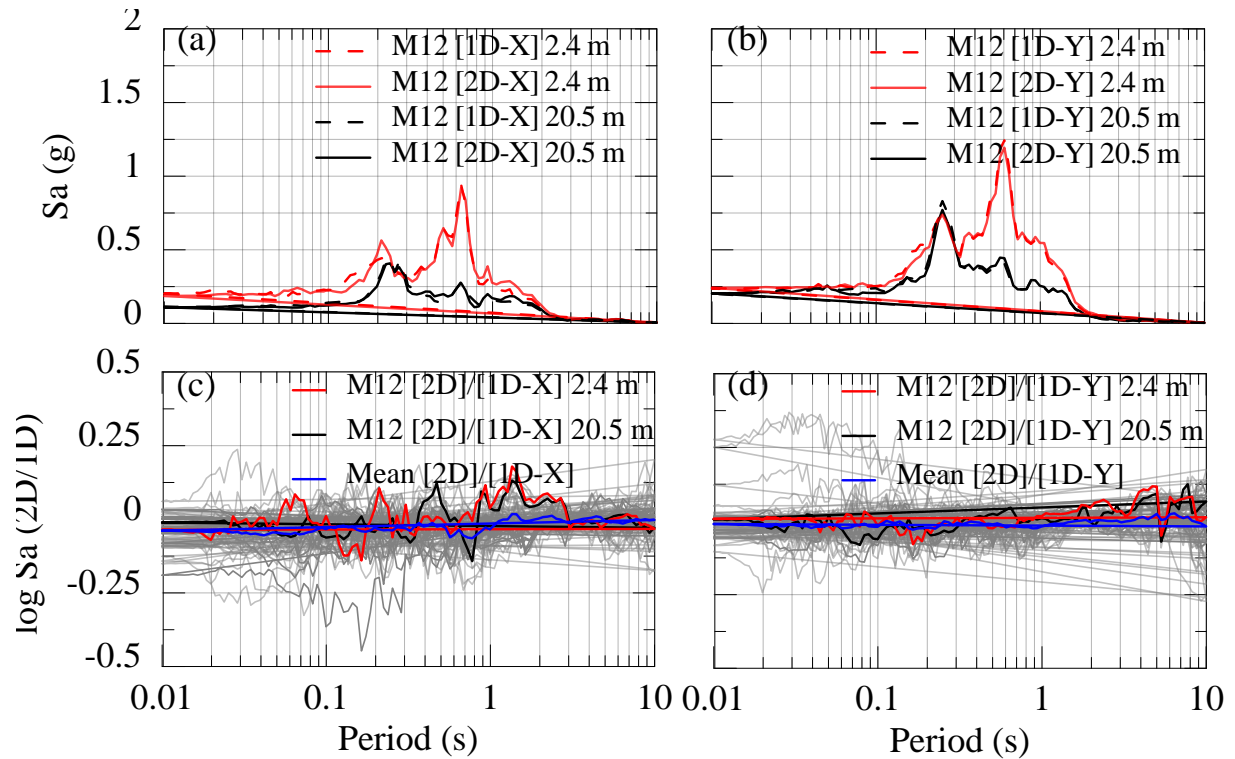 2
(a)
M12 [1D-X] 2.4 m
M12 [2D-X] 2.4 m
M12 [1D-X] 20.5 m
M12 [2D-X] 20.5 m
1.5
1
0.5
0
Sa (g)
(b)
M12 [1D-Y] 2.4 m
M12 [2D-Y] 2.4 m
M12 [1D-Y] 20.5 m
M12 [2D-Y] 20.5 m
0.5
(c)
M12 [2D]/[1D-X] 2.4 m
M12 [2D]/[1D-X] 20.5 m
Mean [2D]/[1D-X]
0.25
0
-0.25
-0.5
log Sa (2D/1D)
(d)
M12 [2D]/[1D-Y] 2.4 m
M12 [2D]/[1D-Y] 20.5 m
Mean [2D]/[1D-Y]
0.01 0.1 1 10
Period (s)
0.01 0.1 1 10
Period (s)